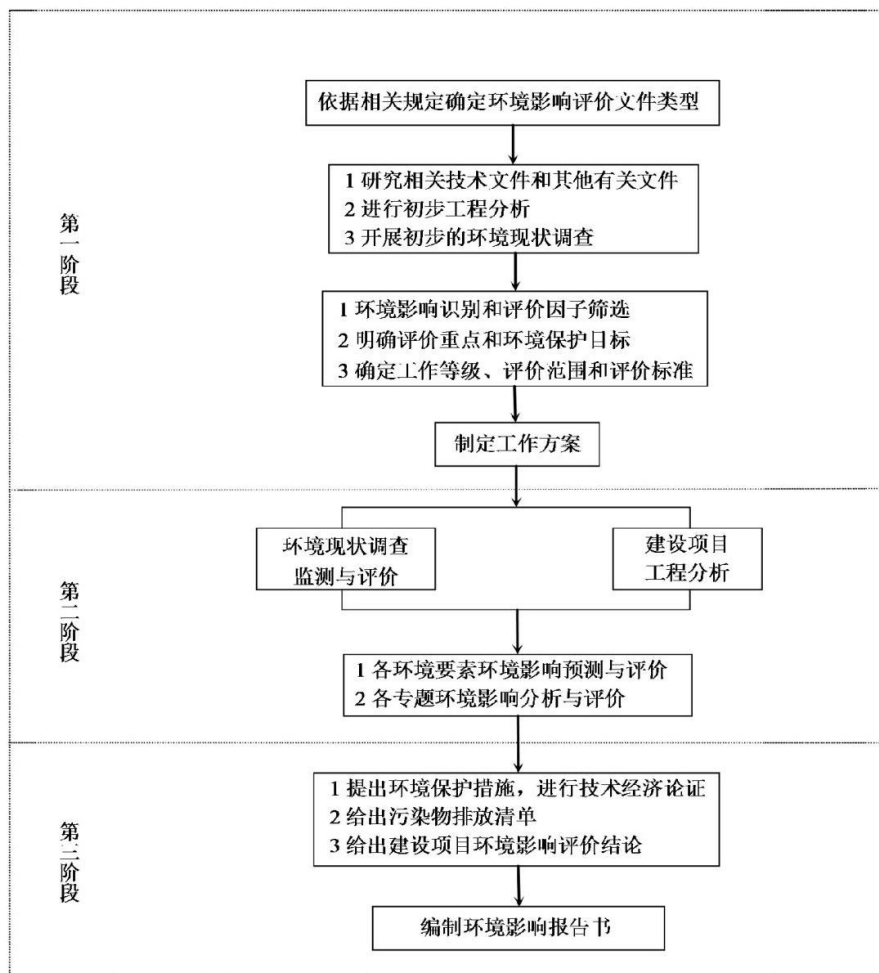 第一阶段
依据相关规定确定环境影响评价文件类型
1 研究相关技术文件和其他有关文件
2 进行初步工程分析
3 开展初步的环境现状调查
1 环境影响识别和评价因子筛选
2 明确评价重点和环境保护目标
3 确定工作等级、评价范围和评价标准
制定工作方案
第二阶段
环境现状调查
监测与评价
建设项目
工程分析
1 各环境要素环境影响预测与评价
2 各专题环境影响分析与评价
第三阶段
1 提出环境保护措施，进行技术经济论证
2 给出污染物排放清单
3 给出建设项目环境影响评价结论
编制环境影响报告书